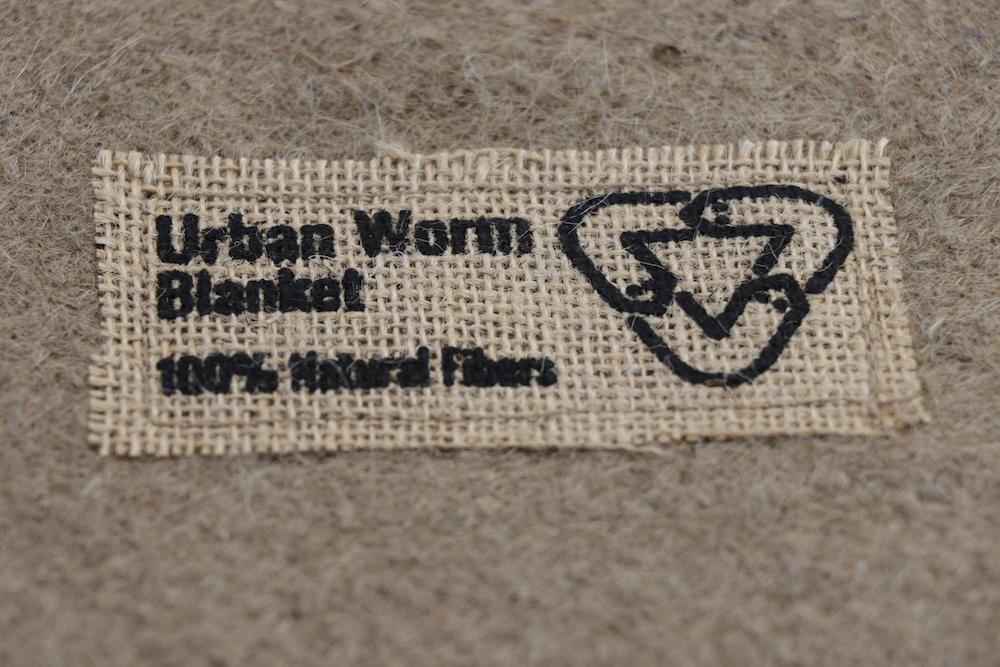 Urban Worm
Blanket
100% Natural Fibers